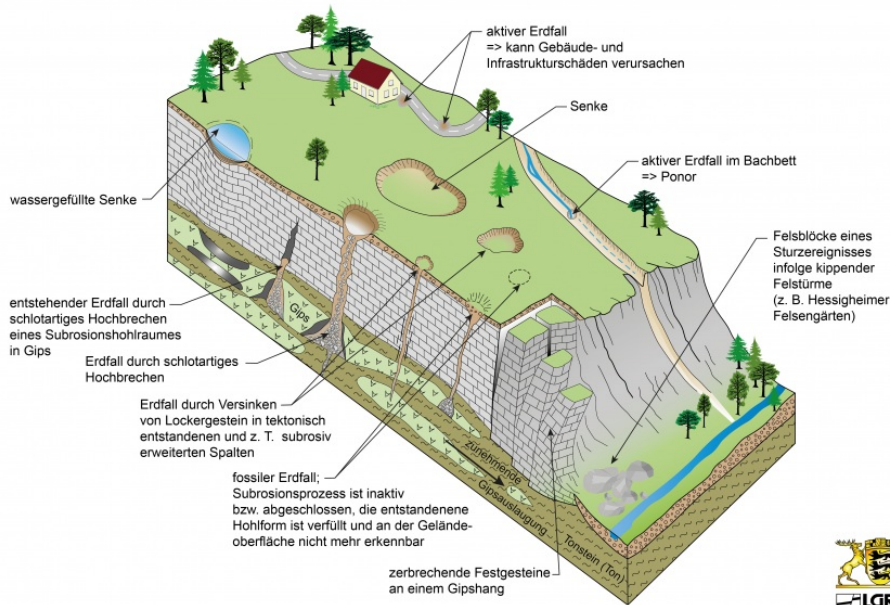 aktiver Erdfall
=> kann Gebäude- und
Infrastrukturschäden verursachen
Senke
aktiver Erdfall im Bachbett
=> Ponor
wassergefüllte Senke
Felsblöcke eines
Sturzereignisses
infolge kippender
Felstürme
(z. B. Hessigheimer
Felsengärten)
entstehender Erdfall durch
schlotartiges Hochbrechen
eines Subrosionshohlraumes
in Gips
Gips
Erdfall durch schlotartiges
Hochbrechen
Erdfall durch Versinken
von Lockergestein in tektonisch
entstandenen und z. T. subrosiv
erweiterten Spalten
fossiler Erdfall;
Subrosionsprozess ist inaktiv
bzw. abgeschlossen, die entstandenene
Hohlform ist verfüllt und an der Gelände-
oberfläche nicht mehr erkennbar
zunehmende
Gipsauslaugung
Tonstein (Ton)
zerbrechende Festgesteine
an einem Gipshang
LGRB